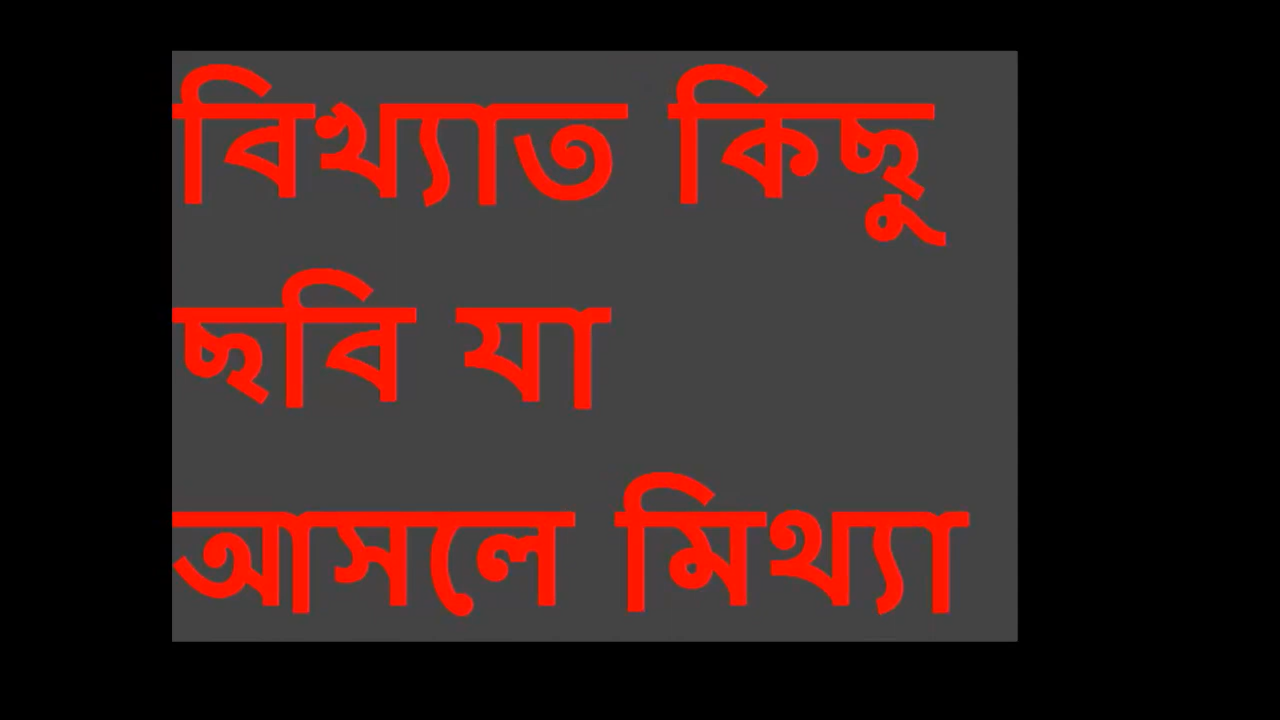 বিখ্যাত কিছু
ছবি যা
আসলে মিথ্যা